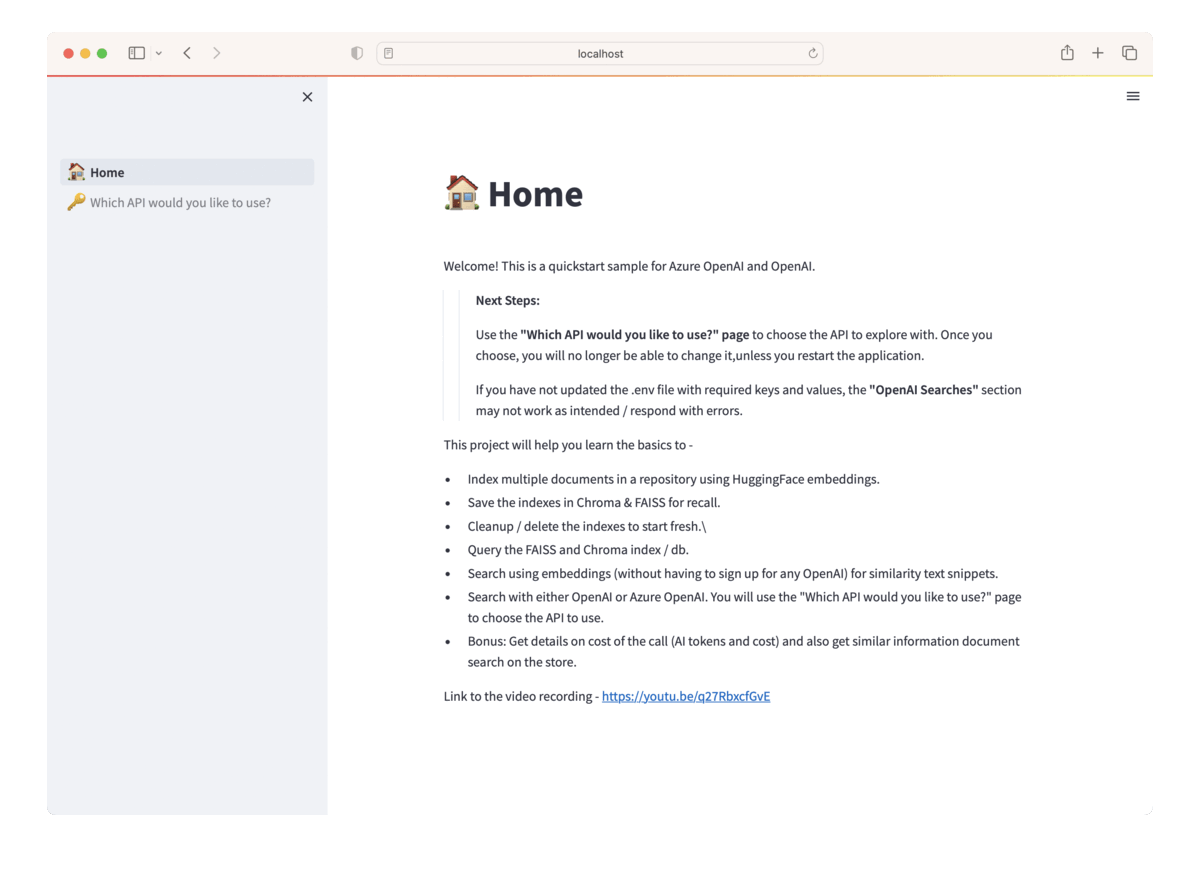 localhost
Home
Which API would you like to use?
Home
Welcome! This is a quickstart sample for Azure OpenAI and OpenAI.
Next Steps:
Use the "Which API would you like to use?" page to choose the API to explore with. Once you
choose, you will no longer be able to change it,unless you restart the application.
If you have not updated the .env file with required keys and values, the "OpenAI Searches" section
may not work as intended / respond with errors.
This project will help you learn the basics to -
• Index multiple documents in a repository using HuggingFace embeddings.
• Save the indexes in Chroma & FAISS for recall.
• Cleanup / delete the indexes to start fresh.\
• Query the FAISS and Chroma index / db.
• Search using embeddings (without having to sign up for any OpenAI) for similarity text snippets.
• Search with either OpenAI or Azure OpenAI. You will use the "Which API would you like to use?" page
to choose the API to use.
• Bonus: Get details on cost of the call (AI tokens and cost) and also get similar information document
search on the store.
Link to the video recording - https://youtu.be/q27RbxcfGvE